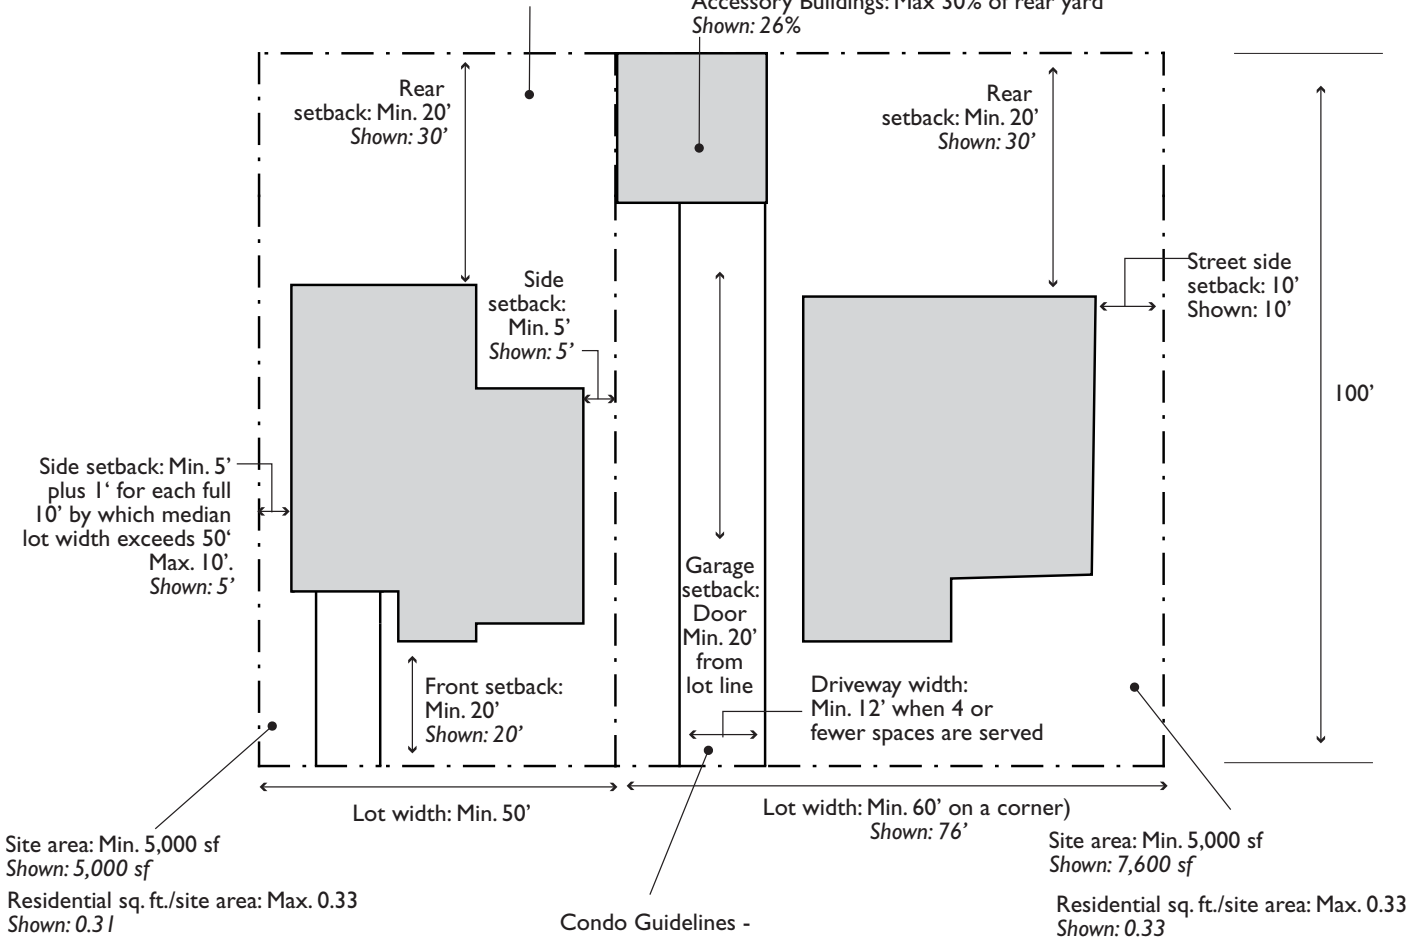 Accessory Buildings: Max 30% of rear yard
Shown: 26%
Rear
setback: Min. 20’
Shown: 30’
Rear
setback: Min. 20’
Shown: 30’
Side
setback:
Min. 5’
Shown: 5’
Street side
setback: 10’
Shown: 10’
100’
Side setback: Min. 5’
plus 1‘ for each full
10’ by which median
lot width exceeds 50‘
Max. 10’.
Shown: 5’
Garage
setback:
Door
Min. 20’
from
lot line
Front setback:
Min. 20’
Shown: 20’
Driveway width:
Min. 12’ when 4 or
fewer spaces are served
Lot width: Min. 50’
Lot width: Min. 60’ on a corner)
Shown: 76’
Site area: Min. 5,000 sf
Shown: 5,000 sf
Residential sq. ft./site area: Max. 0.33
Shown: 0.31
Condo Guidelines -
Site area: Min. 5,000 sf
Shown: 7,600 sf
Residential sq. ft./site area: Max. 0.33
Shown: 0.33